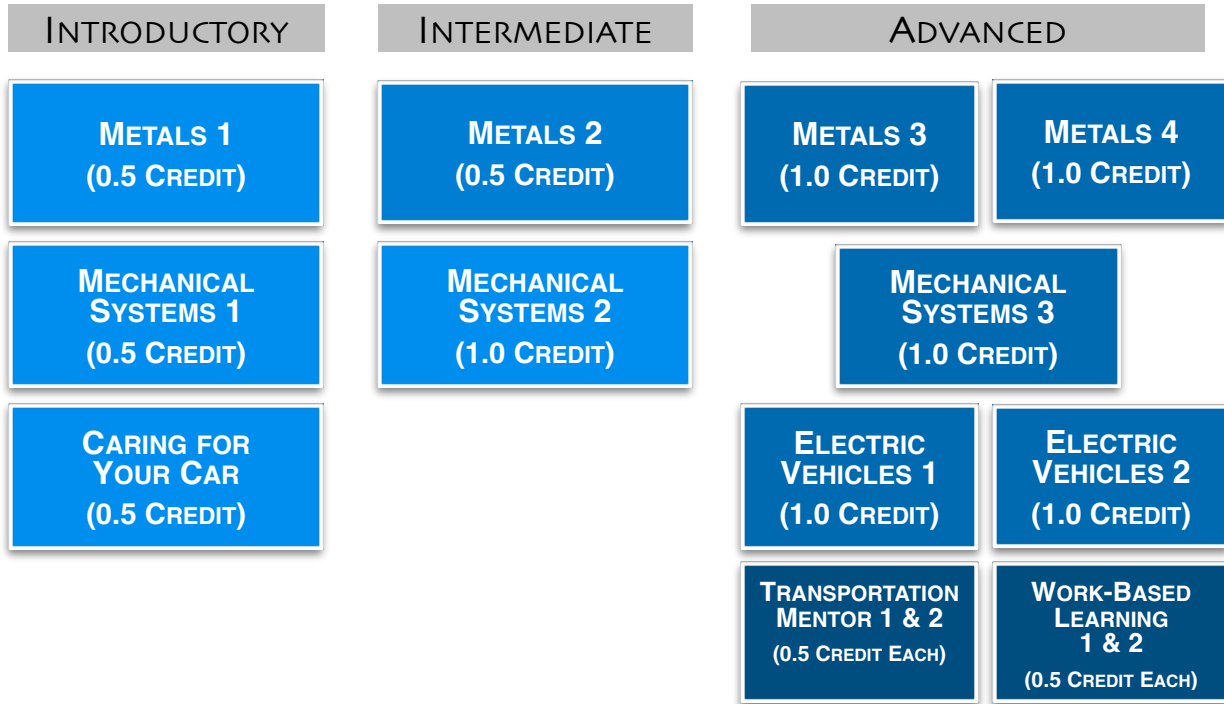 INTRODUCTORY
INTERMEDIATE
ADVANCED
METALS 1
(0.5 CREDIT)
METALS 2
(0.5 CREDIT)
METALS 3
(1.0 CREDIT)
METALS 4
(1.0 CREDIT)
MECHANICAL
SYSTEMS 1
(0.5 CREDIT)
MECHANICAL
SYSTEMS 2
(1.0 CREDIT)
MECHANICAL
SYSTEMS 3
(1.0 CREDIT)
CARING FOR
YOUR CAR
(0.5 CREDIT)
ELECTRIC
VEHICLES 1
(1.0 CREDIT)
ELECTRIC
VEHICLES 2
(1.0 CREDIT)
TRANSPORTATION
MENTOR 1 & 2
(0.5 CREDIT EACH)
WORK-BASED
LEARNING
1 & 2
(0.5 CREDIT EACH)